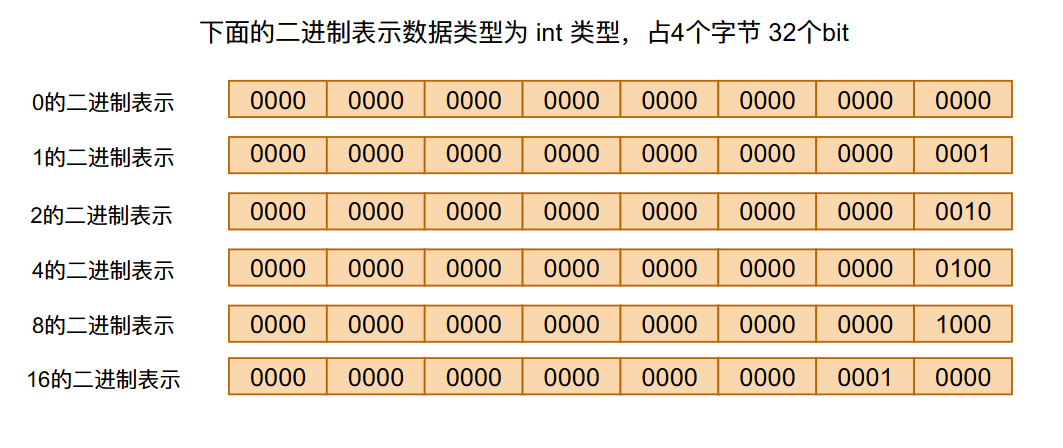 下面的二进制表示数据类型为 int 类型，占4个字节 32个bit
0的二进制表示 0000 0000 0000 0000 0000 0000 0000 0000
1的二进制表示 0000 0000 0000 0000 0000 0000 0000 0001
2的二进制表示 0000 0000 0000 0000 0000 0000 0000 0010
4的二进制表示 0000 0000 0000 0000 0000 0000 0000 0100
8的二进制表示 0000 0000 0000 0000 0000 0000 0000 1000
16的二进制表示 0000 0000 0000 0000 0000 0000 0001 0000